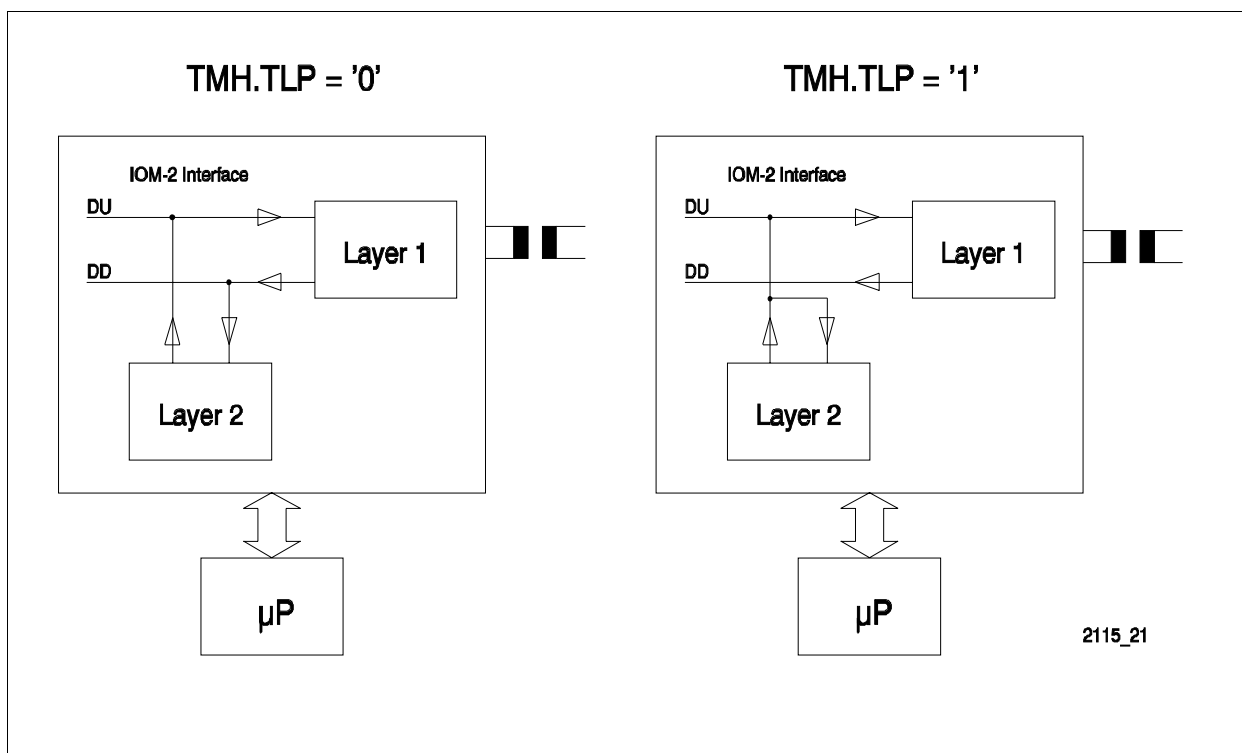 TMH.TLP = '0'
IOM-2 Interface
DU
Layer 1
DD
Layer 2
µP
TMH.TLP = '1'
IOM-2 Interface
DU
Layer 1
DD
Layer 2
µP
2115_21